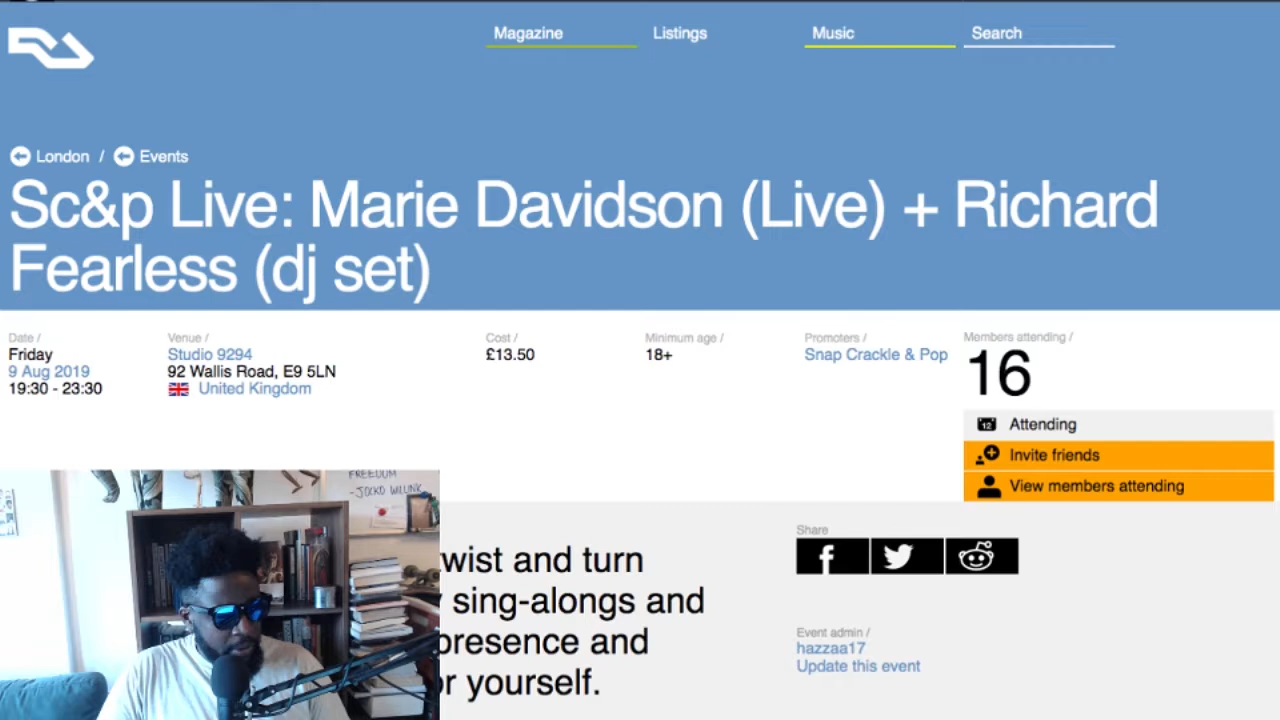 Magazine
Listings
Music
Search
London / Events
Sc&p Live: Marie Davidson (Live) + Richard
Fearless (dj set)
Date /
Friday
9 Aug 2019
19:30 - 23:30
Venue /
Studio 9294
92 Wallis Road, E9 5LN
United Kingdom
Cost /
£13.50
Minimum age /
18+
Promoters /
Snap Crackle & Pop
Members attending /
16
12 Attending
Invite friends
View members attending
FREEDOM
-JOCKO WILLINK
wist and turn
sing-alongs and
presence and
r yourself.
Share
Event admin /
hazzaa17
Update this event